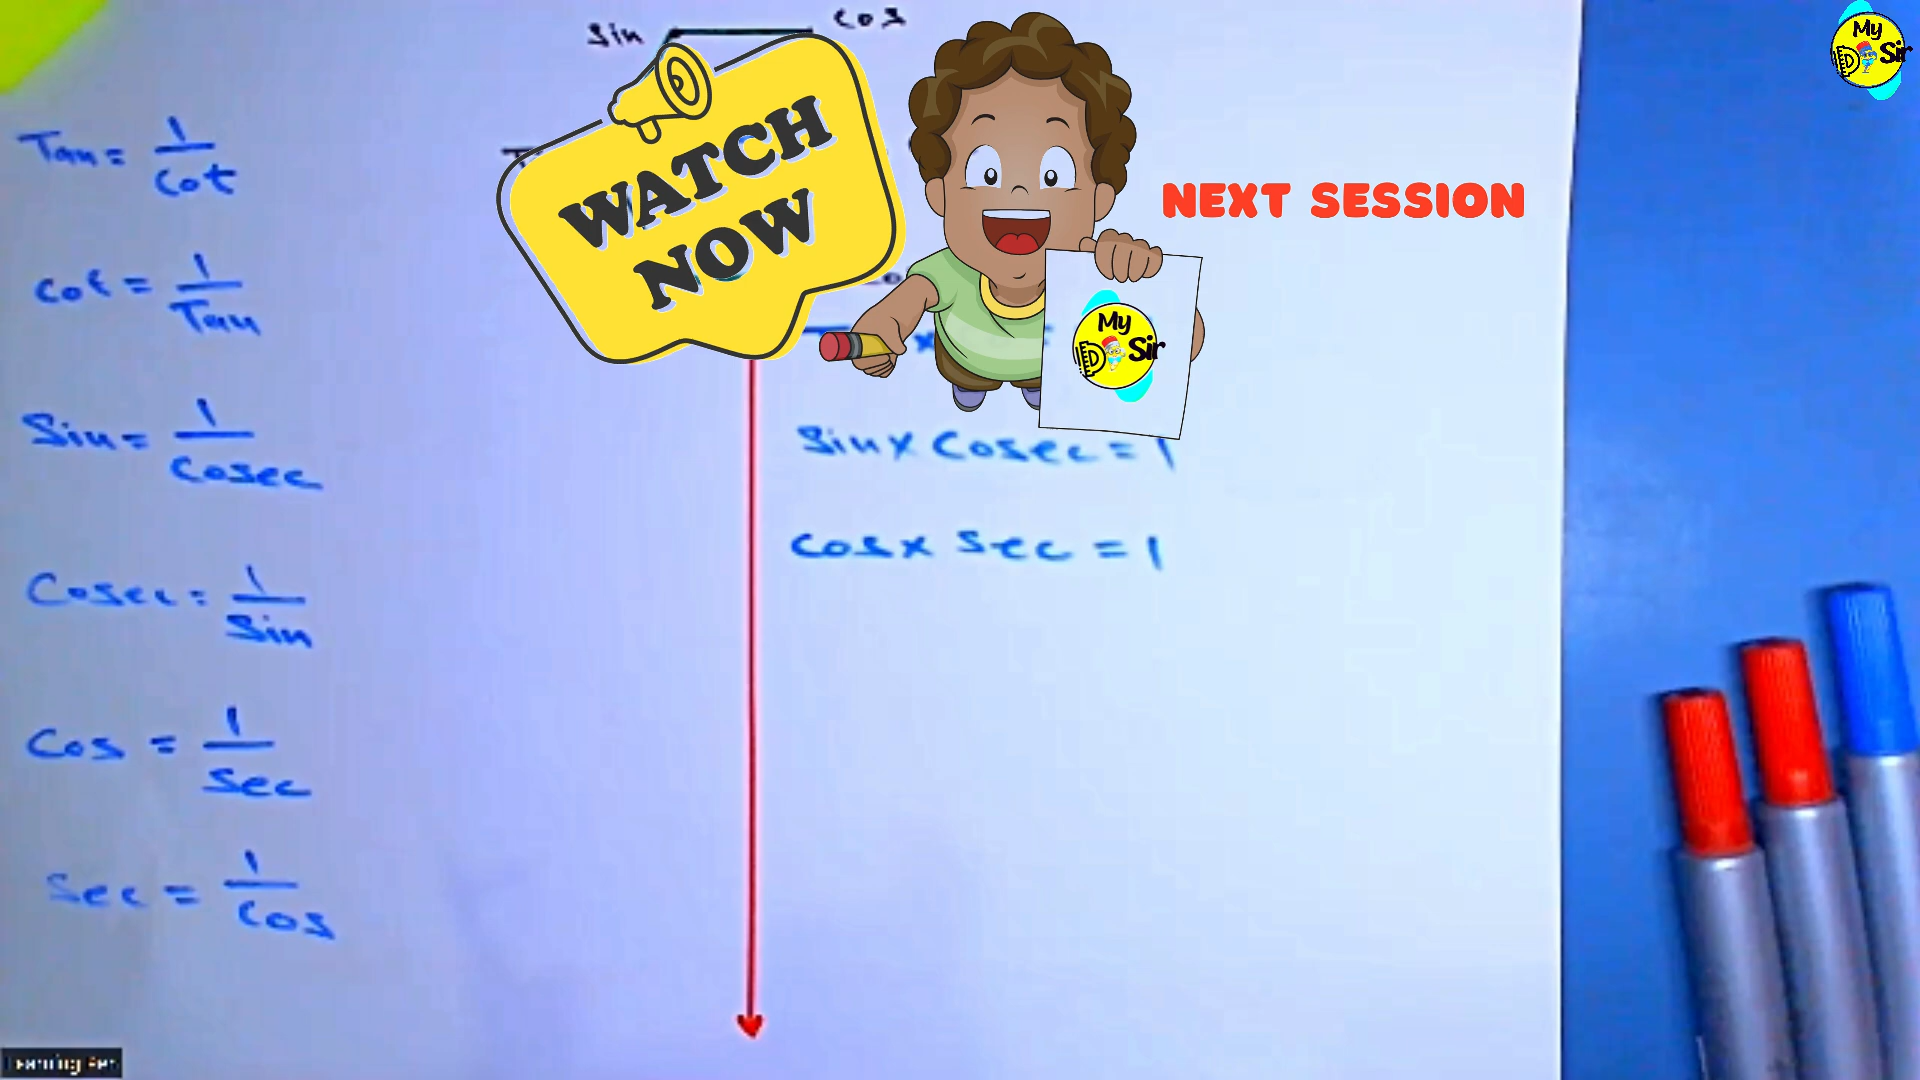 sin cos
My
D Sir
WATCH
NOW
NEXT SESSION
My
D Sir
Tan = 1/cot
cot = 1/Tan
Sin = 1/cosec
Cosec = 1/sin
Cos = 1/sec
sec = 1/cos
sin x cosec = 1
cos x sec = 1